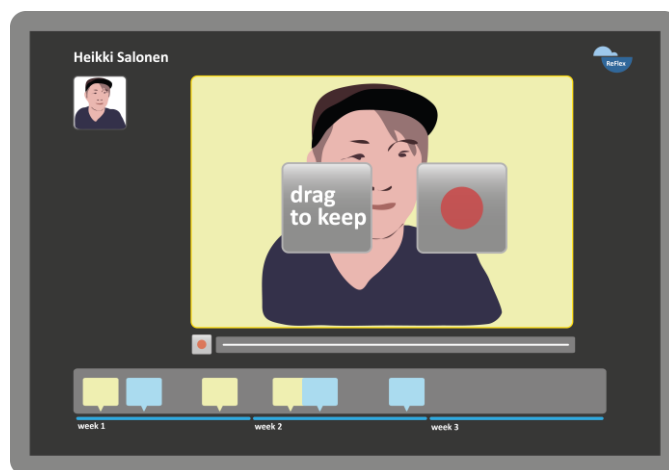 Heikki Salonen
ReFlex
drag
to keep
week 1
week 2
week 3